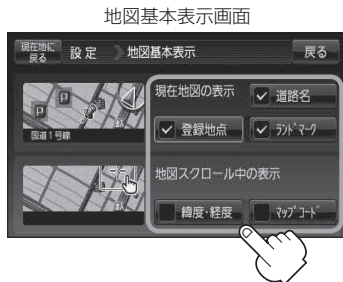 地図基本表示画面
現在地に
戻る
設定
地図基本表示
戻る
現在地図の表示
✔ 道路名
✔ 登録地点
✔ ﾗﾝﾄﾞﾏｰｸ
P
P
国道1号線
地図スクロール中の表示
緯度・経度
ﾏｯﾌﾟｺｰﾄﾞ